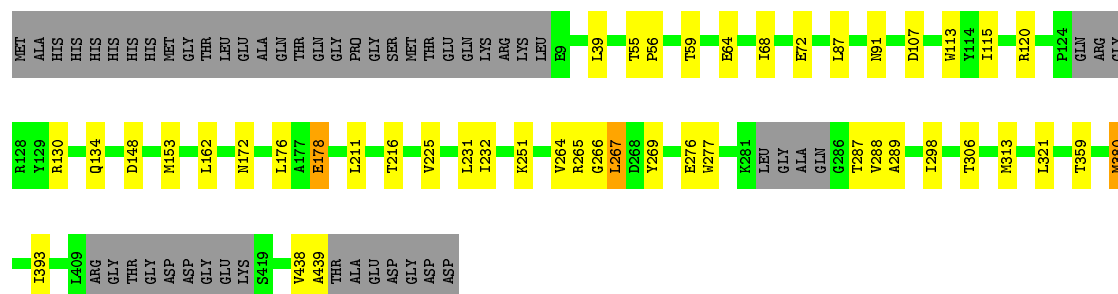 MET ALA HIS HIS HIS HIS HIS HIS MET GLY THR LEU GLU ALA GLN THR GLN GLY PRO GLY SER MET THR GLU GLN LYS ARG LYS LEU E9 L39 T55 P56 T59 E64 I68 E72 L87 N91 D107 W113 Y114 I115 R120 P124 GLN ARG GLY
R128 Y129 R130 Q134 D148 M153 L162 N172 L176 A177 E178 L211 T216 V225 L231 I232 K251 V264 R265 G266 L267 D268 Y269 E276 W277 K281 LEU GLY ALA GLN G286 T287 V288 A289 I298 T306 M313 L321 T359
I393 L409 ARG GLY THR GLY ASP ASP GLY GLU LYS S419 V438 A439 THR ALA GLU ASP GLY ASP ASP